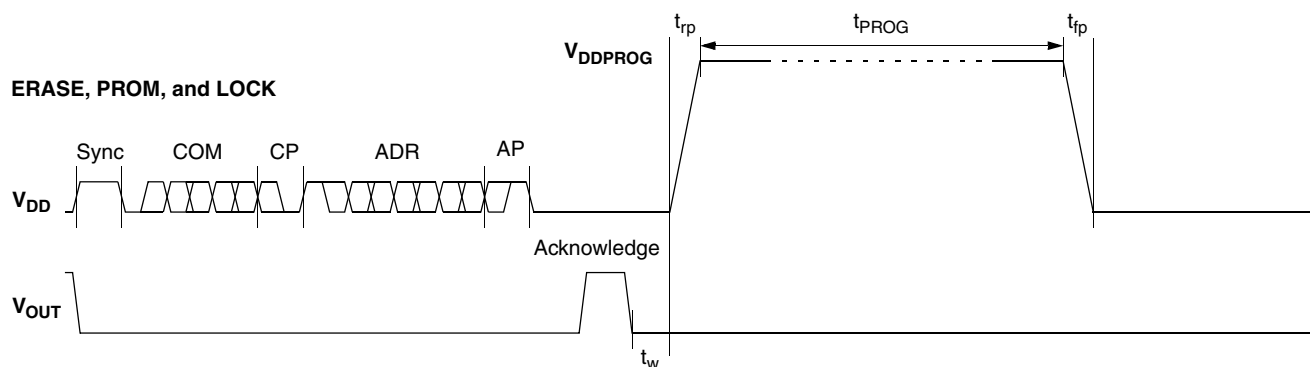 t_rp t_PROG t_fp
V_DDPROG
ERASE, PROM, and LOCK
Sync COM CP ADR AP
V_DD
Acknowledge
V_OUT
t_w